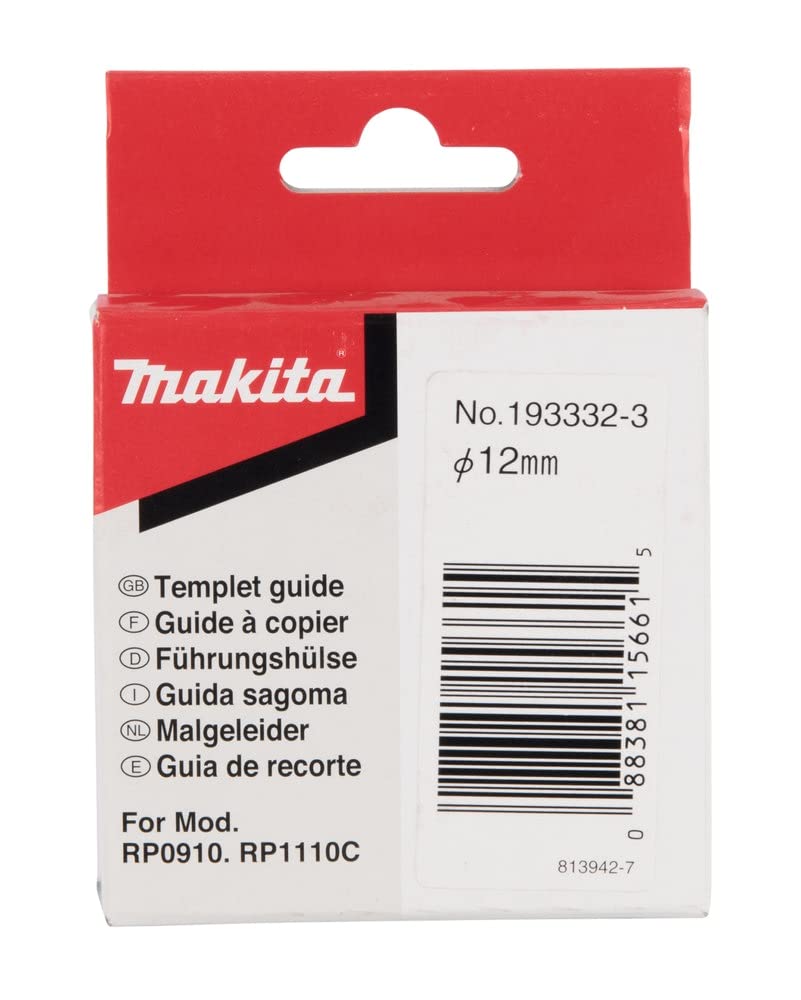 makita®
No.193332-3
φ12mm
GB Templet guide
F Guide à copier
D Führungshülse
I Guida sagoma
NL Malgeleider
E Guia de recorte
For Mod.
RP0910. RP1110C
0 88381 15661 5
813942-7